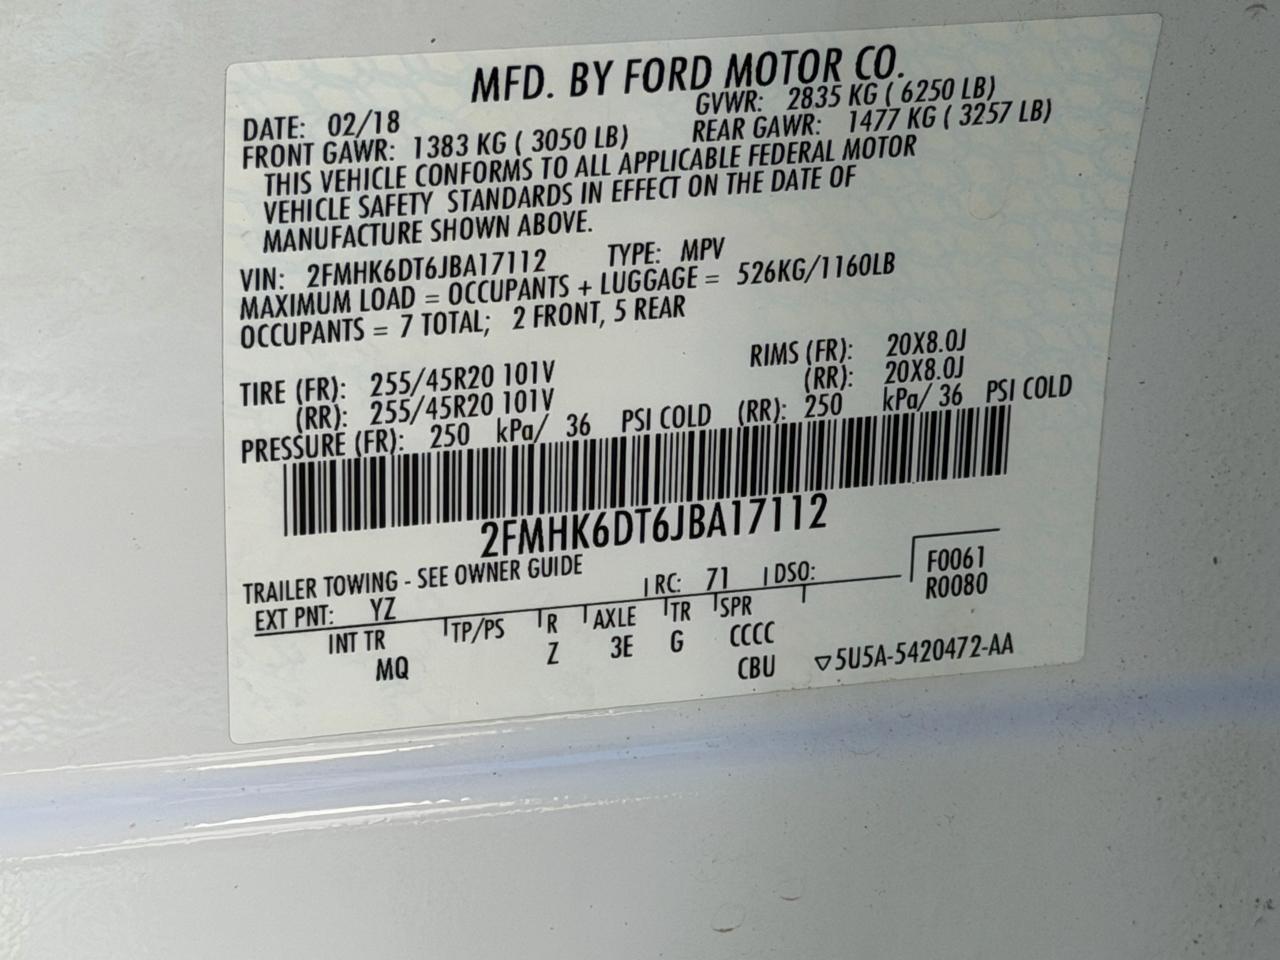 MFD. BY FORD MOTOR CO.
DATE: 02/18 GVWR: 2835 KG ( 6250 LB)
FRONT GAWR: 1383 KG ( 3050 LB) REAR GAWR: 1477 KG ( 3257 LB)
THIS VEHICLE CONFORMS TO ALL APPLICABLE FEDERAL MOTOR
VEHICLE SAFETY STANDARDS IN EFFECT ON THE DATE OF
MANUFACTURE SHOWN ABOVE.
VIN: 2FMHK6DT6JBA17112 TYPE: MPV
MAXIMUM LOAD = OCCUPANTS + LUGGAGE = 526KG/1160LB
OCCUPANTS = 7 TOTAL; 2 FRONT, 5 REAR
TIRE (FR): 255/45R20 101V RIMS (FR): 20X8.0J
(RR): 255/45R20 101V (RR): 20X8.0J
PRESSURE (FR): 250 kPa/ 36 PSI COLD (RR): 250 kPa/ 36 PSI COLD
2FMHK6DT6JBA17112
TRAILER TOWING - SEE OWNER GUIDE
EXT PNT: YZ RC: 71 DSO: F0061
R0080
INT TR TP/PS R AXLE TR SPR
MQ Z 3E G CCCC
CBU ▽5U5A-5420472-AA